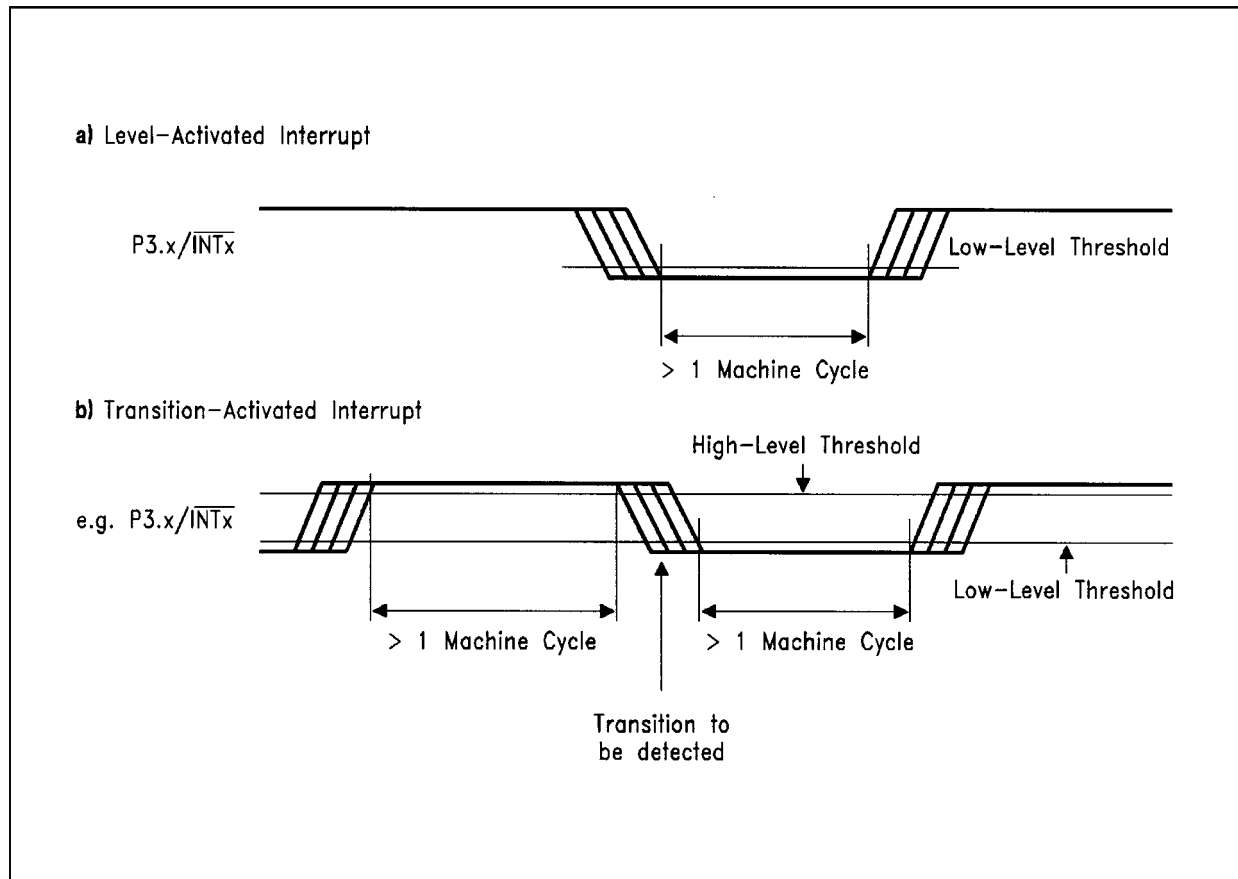 a) Level-Activated Interrupt
P3.x/INTx
Low-Level Threshold
> 1 Machine Cycle
b) Transition-Activated Interrupt
High-Level Threshold
e.g. P3.x/INTx
Low-Level Threshold
> 1 Machine Cycle
> 1 Machine Cycle
Transition to
be detected